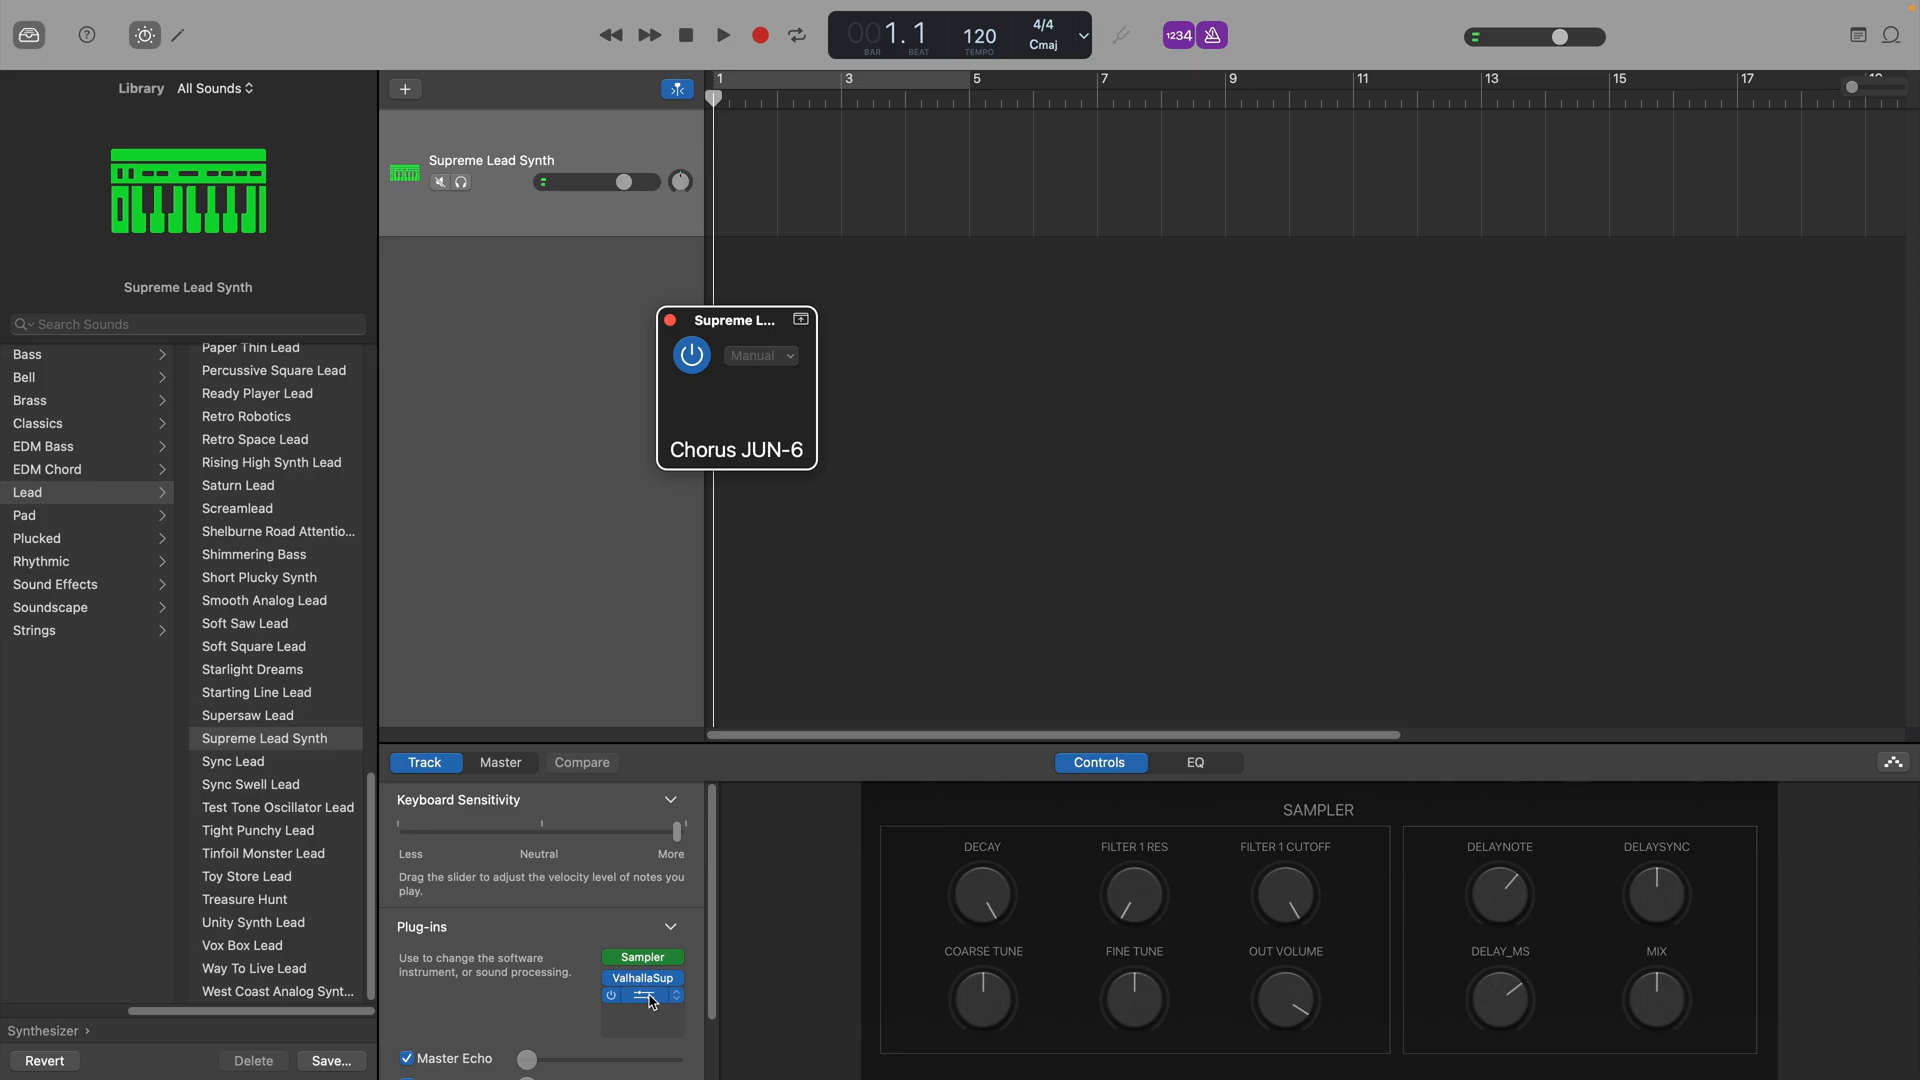 001. 1
BAR BEAT
120
TEMPO
4/4
Cmaj
1234
Library All Sounds
Supreme Lead Synth
Search Sounds
Bass
Bell
Brass
Classics
EDM Bass
EDM Chord
Lead
Pad
Plucked
Rhythmic
Sound Effects
Soundscape
Strings
Paper Thin Lead
Percussive Square Lead
Ready Player Lead
Retro Robotics
Retro Space Lead
Rising High Synth Lead
Saturn Lead
Screamlead
Shelburne Road Attentio...
Shimmering Bass
Short Plucky Synth
Smooth Analog Lead
Soft Saw Lead
Soft Square Lead
Starlight Dreams
Starting Line Lead
Supersaw Lead
Supreme Lead Synth
Sync Lead
Sync Swell Lead
Test Tone Oscillator Lead
Tight Punchy Lead
Tinfoil Monster Lead
Toy Store Lead
Treasure Hunt
Unity Synth Lead
Vox Box Lead
Way To Live Lead
West Coast Analog Synt...
Synthesizer ›
Revert Delete Save...
1 3 5 7 9 11 13 15 17
Supreme Lead Synth
Supreme L...
Manual
Chorus JUN-6
Track Master Compare
Controls EQ
Keyboard Sensitivity
Less Neutral More
Drag the slider to adjust the velocity level of notes you
play.
Plug-ins
Use to change the software
instrument, or sound processing.
Sampler
ValhallaSup
Master Echo
SAMPLER
DECAY FILTER 1 RES FILTER 1 CUTOFF DELAYNOTE DELAYSYNC
COARSE TUNE FINE TUNE OUT VOLUME DELAY_MS MIX